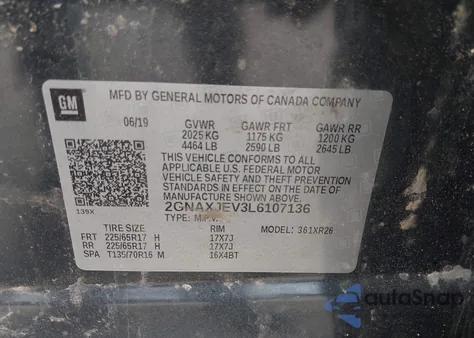 GM
MFD BY GENERAL MOTORS OF CANADA COMPANY
06/19 GVWR GAWR FRT GAWR RR
2025 KG 1175 KG 1200 KG
4464 LB 2590 LB 2645 LB
THIS VEHICLE CONFORMS TO ALL
APPLICABLE U.S. FEDERAL MOTOR
VEHICLE SAFETY, BUMPER, AND THEFT
PREVENTION STANDARDS IN EFFECT
ON THE DATE OF
MANUFACTURE SHOWN ABOVE.
139X
2GNAXJEV3L6107136
TYPE: M.P.V. MODEL: 361XR26
TIRE SIZE RIM
FRT 225/65R17 H 17X7J
RR 225/65R17 H 17X7J
SPA T135/70R16 M 16X4BT
autoSnap